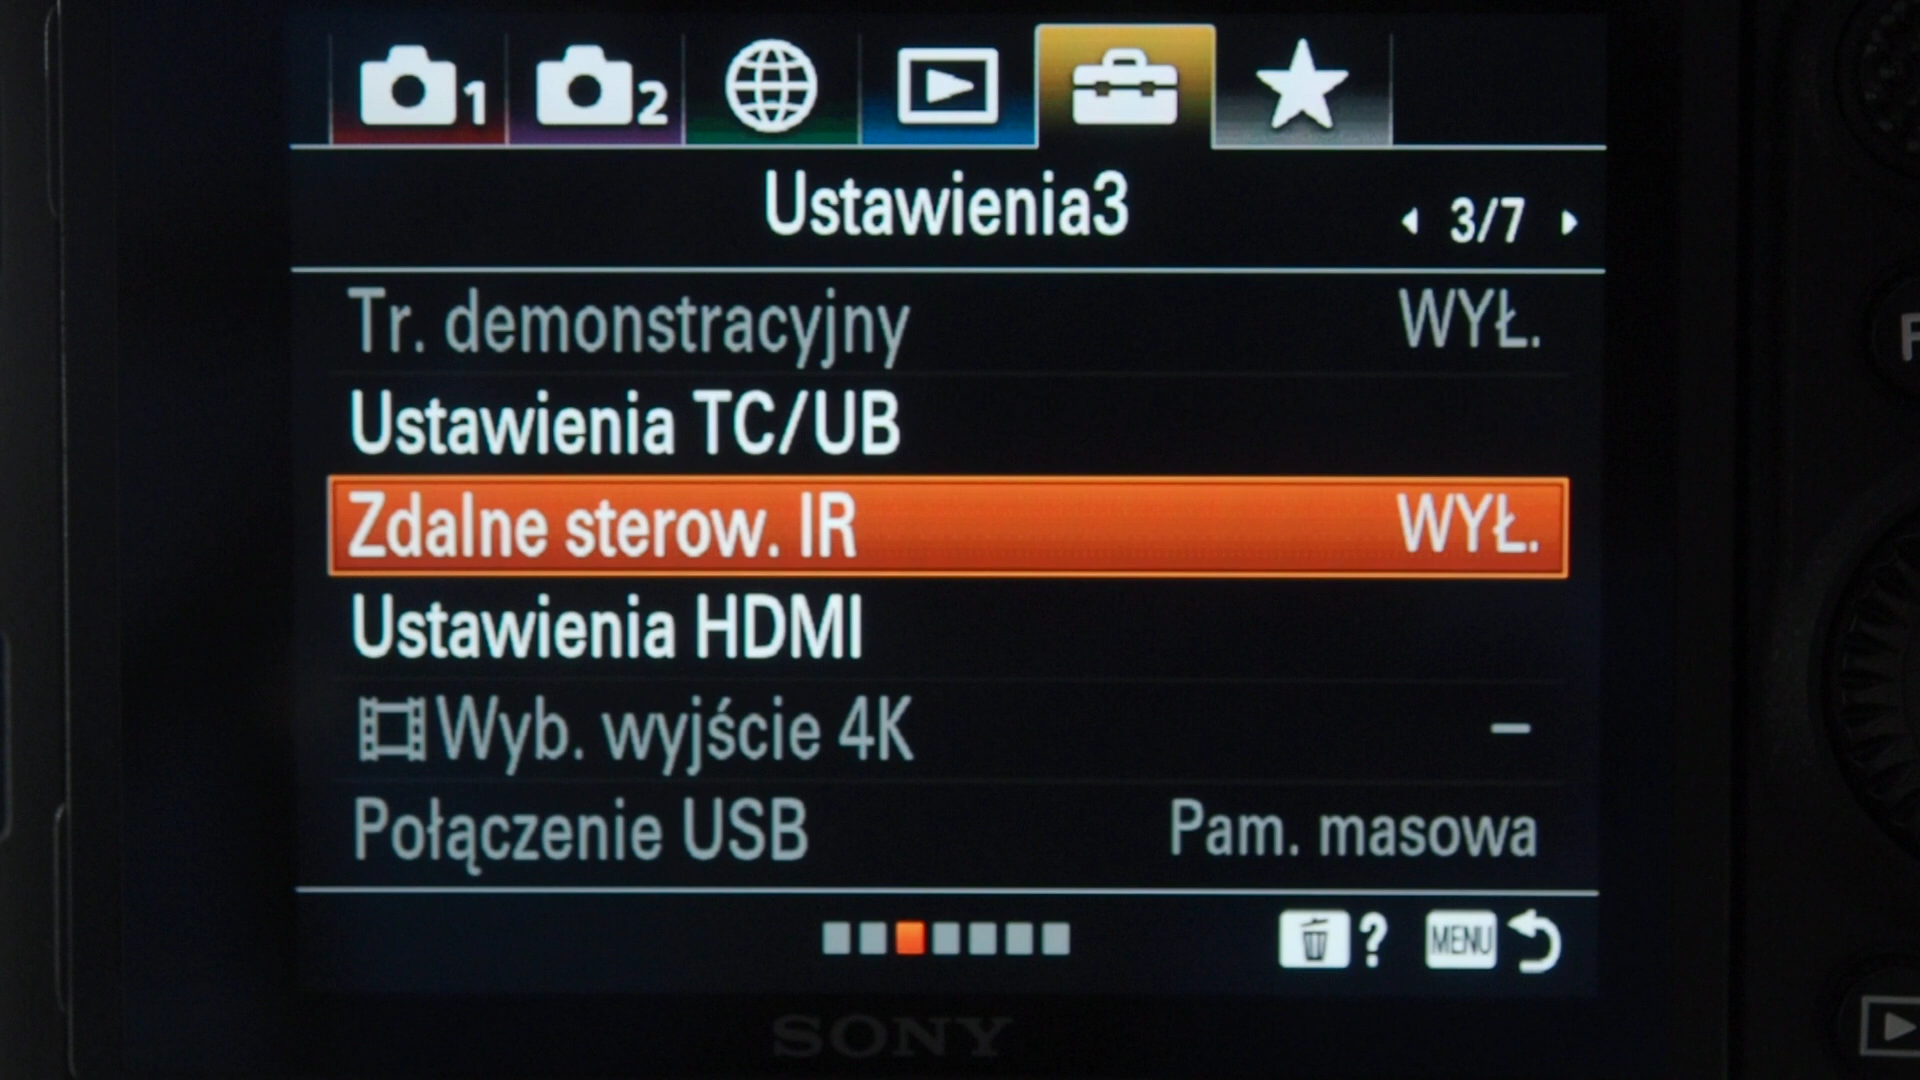 1 2
Ustawienia3 3/7
Tr. demonstracyjny WYŁ.
Ustawienia TC/UB
Zdalne sterow. IR WYŁ.
Ustawienia HDMI
Wyb. wyjście 4K –
Połączenie USB Pam. masowa
? MENU
SONY